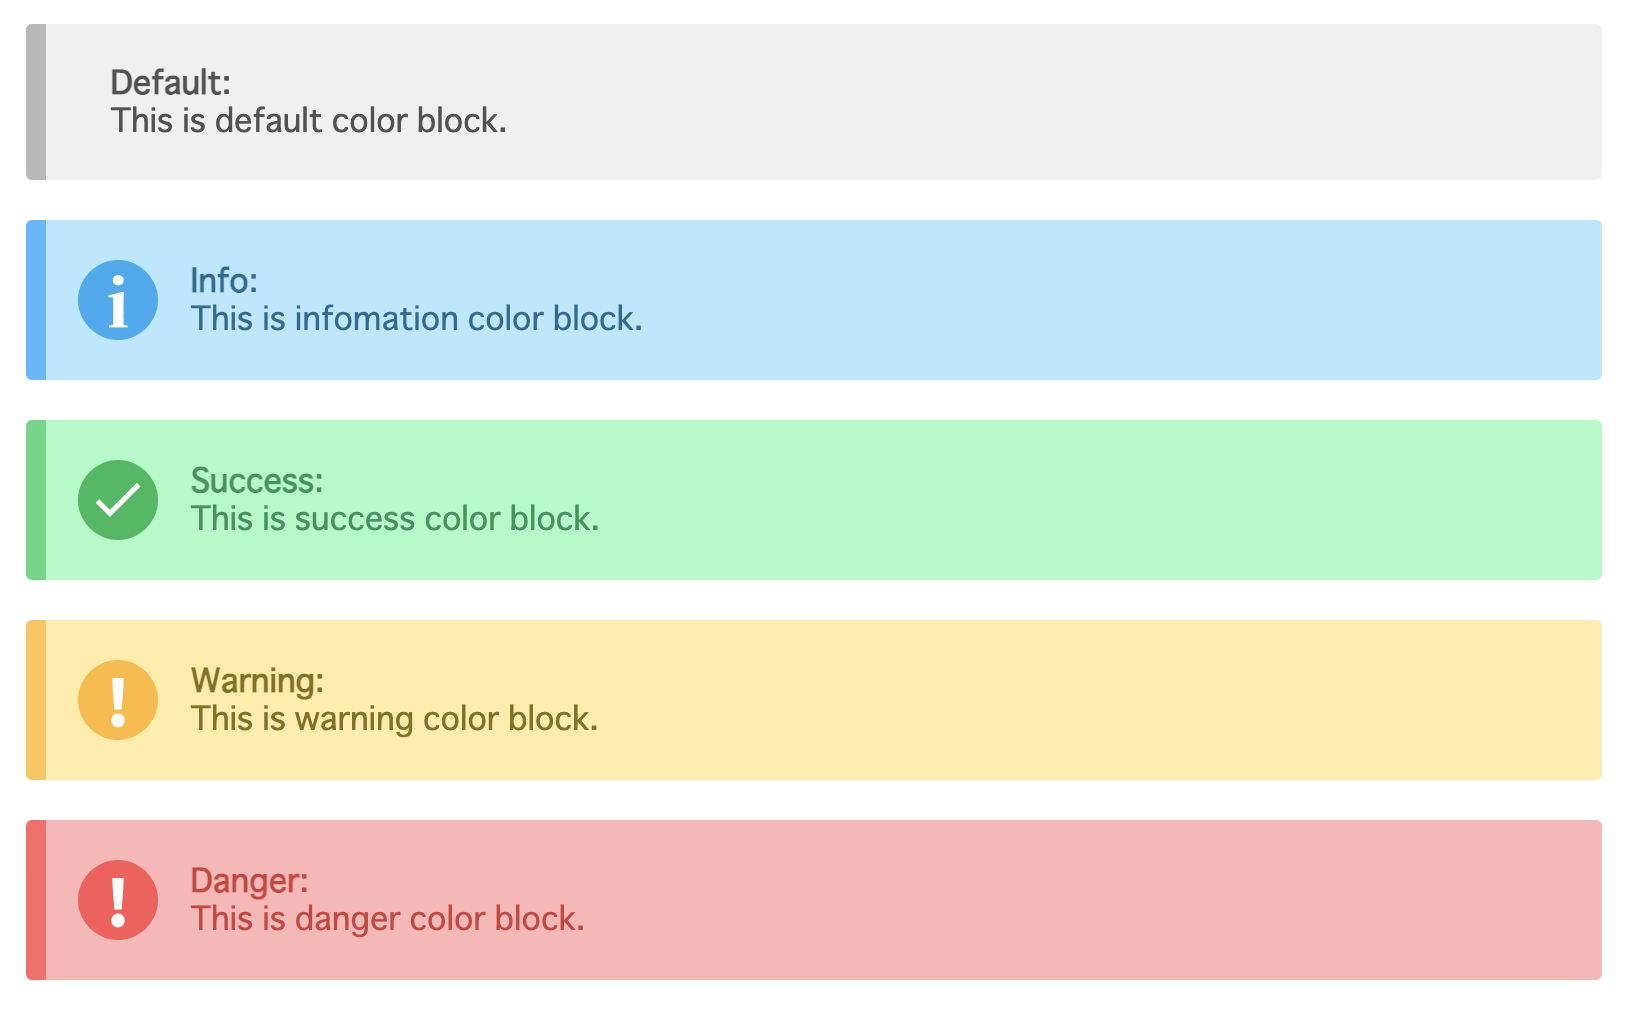 Default:
This is default color block.
Info:
This is infomation color block.
Success:
This is success color block.
Warning:
This is warning color block.
Danger:
This is danger color block.